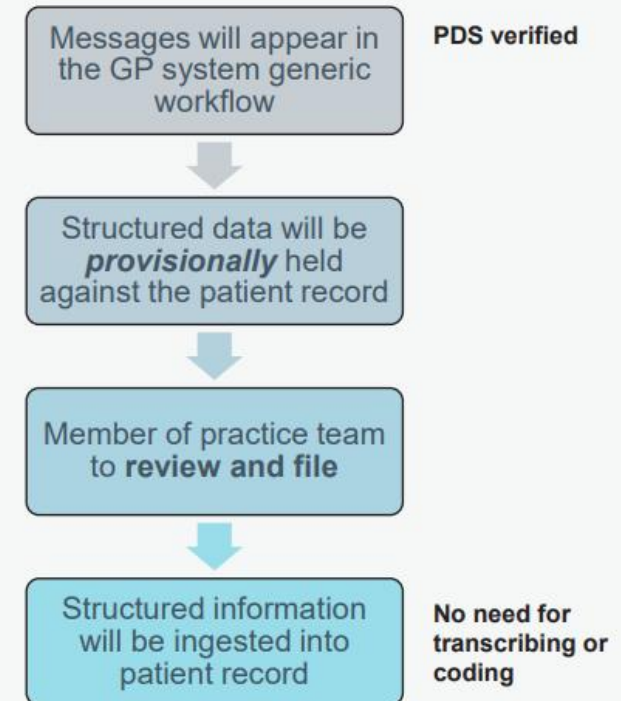 Messages will appear in
the GP system generic
workflow
PDS verified
Structured data will be
provisionally held
against the patient record
Member of practice team
to review and file
Structured information
will be ingested into
patient record
No need for
transcribing or
coding